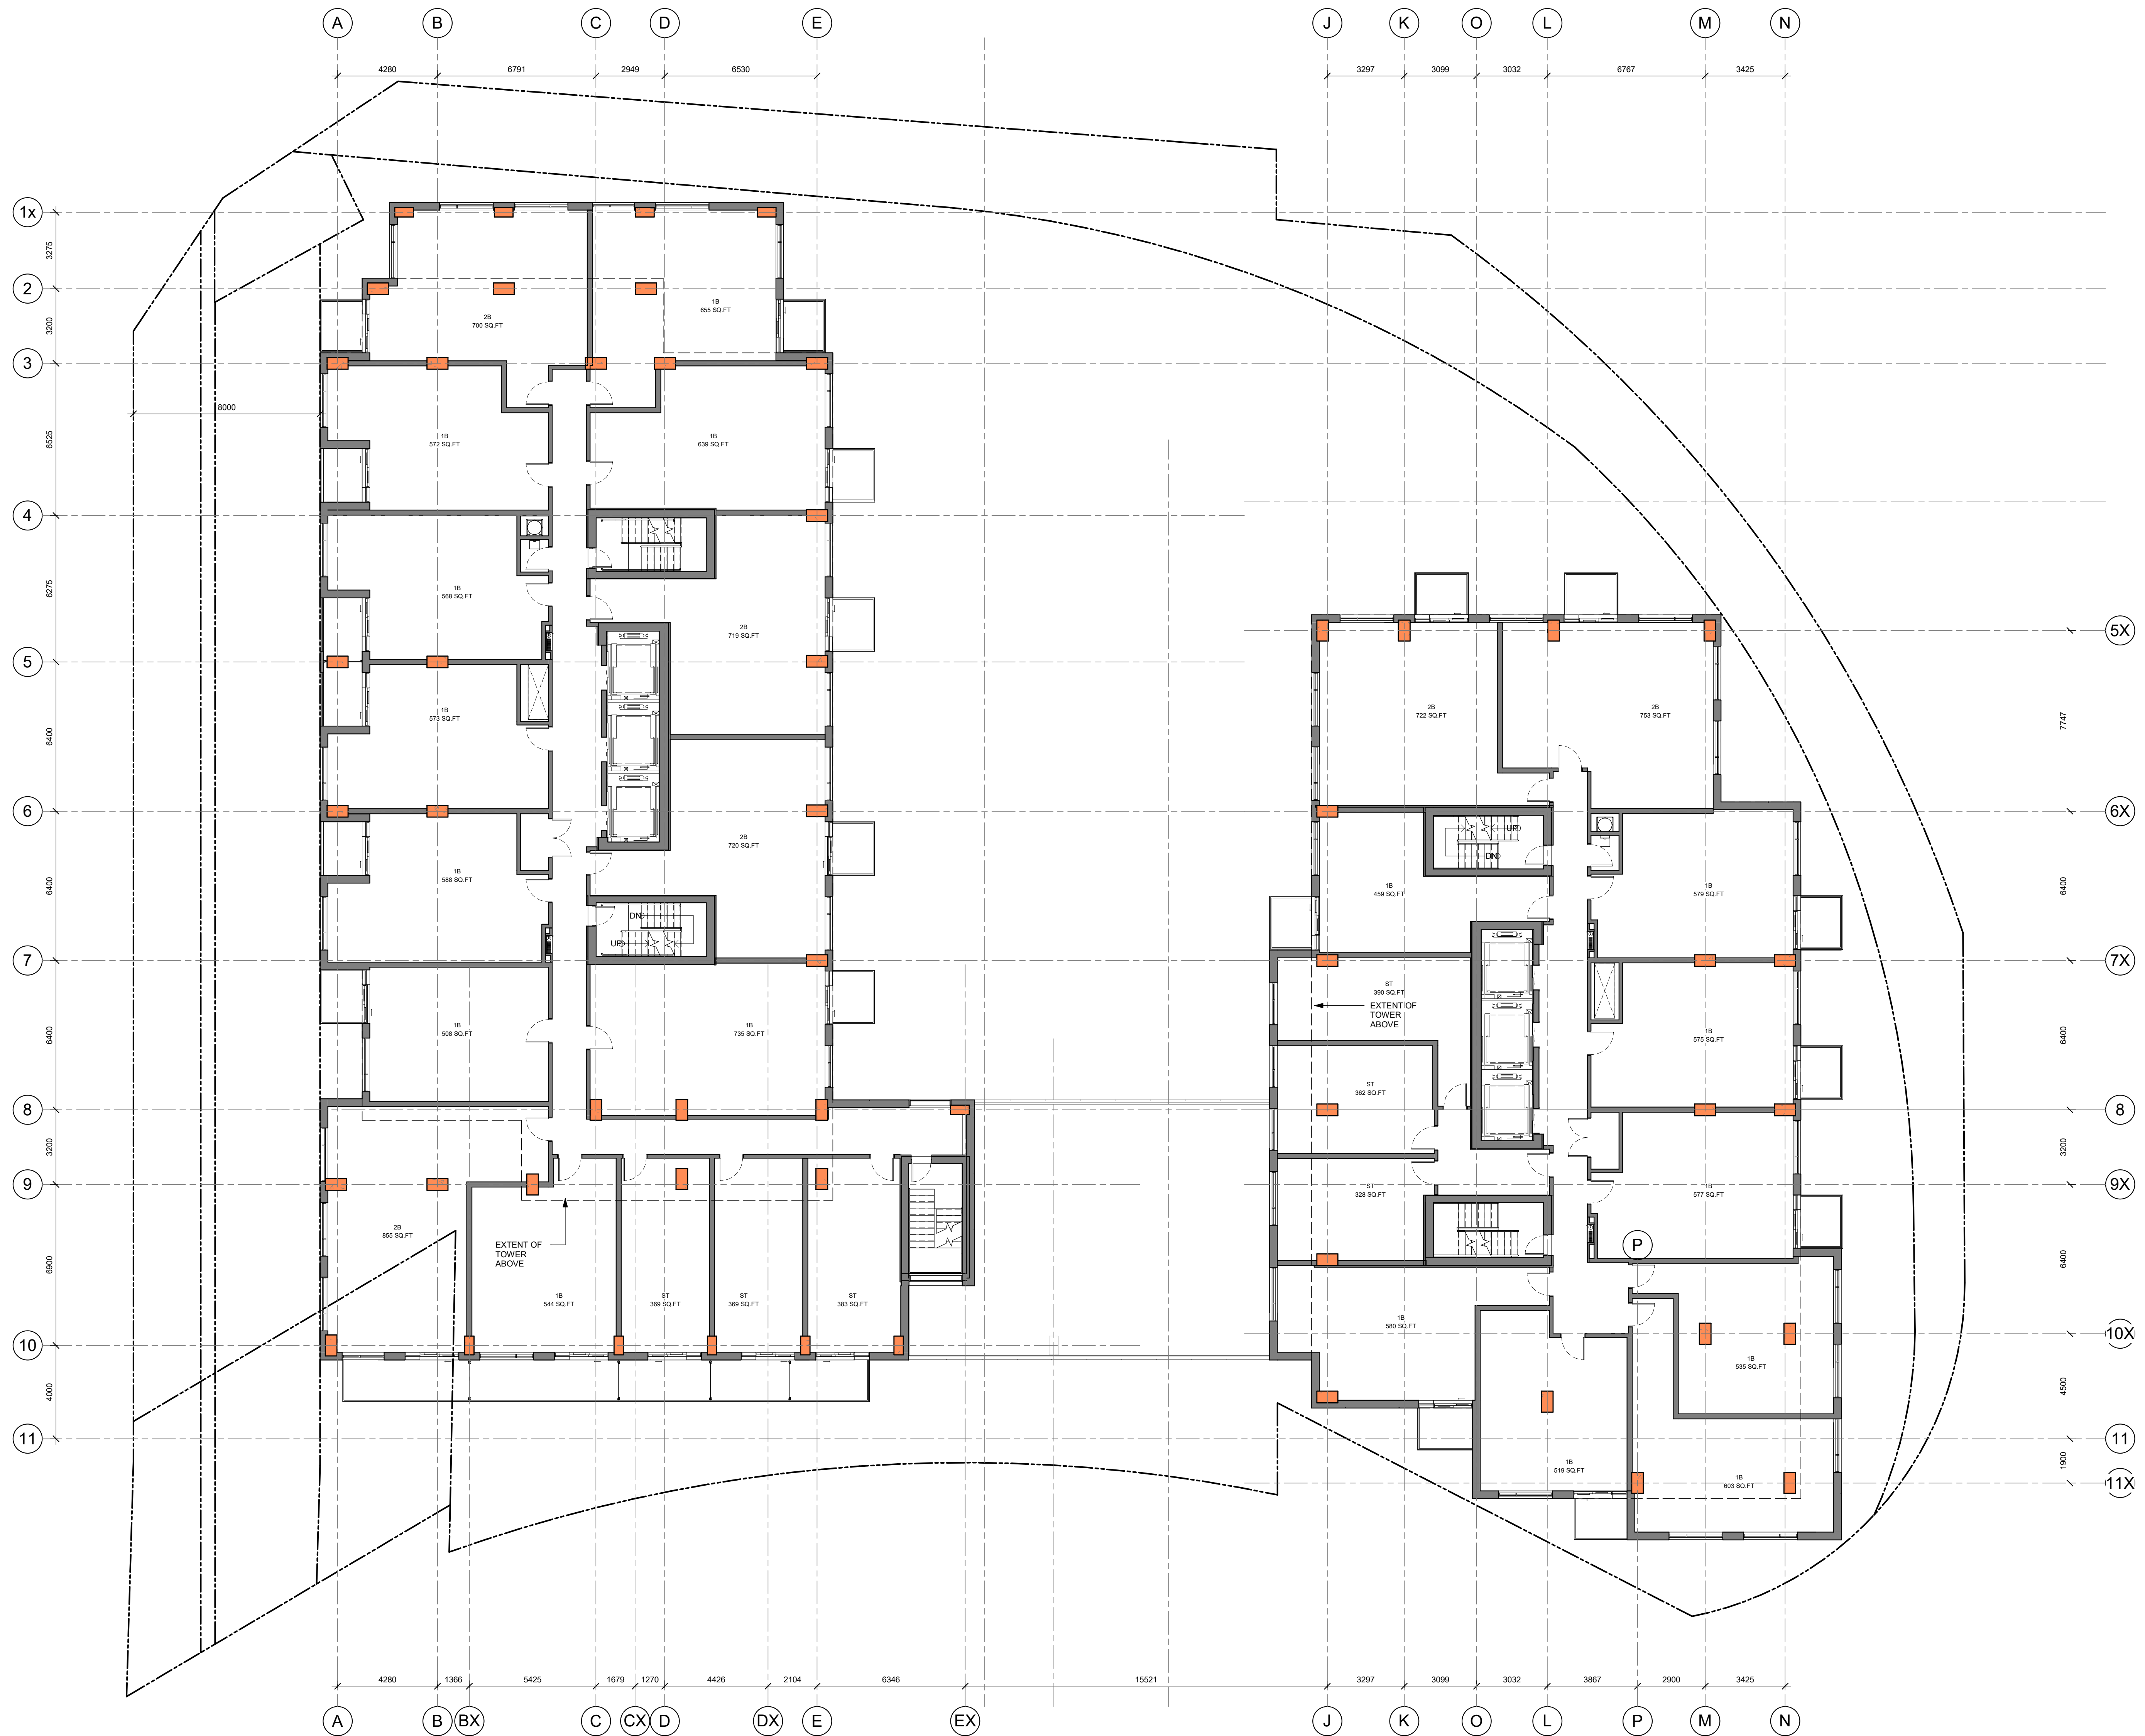 A B C D E J K O L M N
4280 6791 2949 6530 3297 3099 3032 6767 3425
1x
3275
2
3200
1B
655 SQ.FT
2B
700 SQ.FT
3
8000
6525
1B
572 SQ.FT
1B
639 SQ.FT
4
6275
1B
568 SQ.FT
2B
719 SQ.FT
5X
5
6400
1B
573 SQ.FT
2B
722 SQ.FT
2B
753 SQ.FT
7747
6
6X
UP
DN
2B
720 SQ.FT
6400
1B
588 SQ.FT
1B
459 SQ.FT
1B
579 SQ.FT
6400
DN
UP
7
7X
ST
390 SQ.FT
EXTENT OF
TOWER
ABOVE
6400
1B
508 SQ.FT
1B
735 SQ.FT
1B
575 SQ.FT
6400
ST
362 SQ.FT
8
8
3200
3200
9
9X
ST
328 SQ.FT
1B
577 SQ.FT
2B
855 SQ.FT
P
EXTENT OF
TOWER
ABOVE
6900
6400
1B
544 SQ.FT
ST
369 SQ.FT
ST
369 SQ.FT
ST
383 SQ.FT
1B
580 SQ.FT
10
10X
1B
535 SQ.FT
4000
4500
11
11
1B
519 SQ.FT
1B
603 SQ.FT
1900
11X
4280 1366 5425 1679 1270 4426 2104 6346 15521 3297 3099 3032 3867 2900 3425
A B BX C CX D DX E EX J K O L P M N